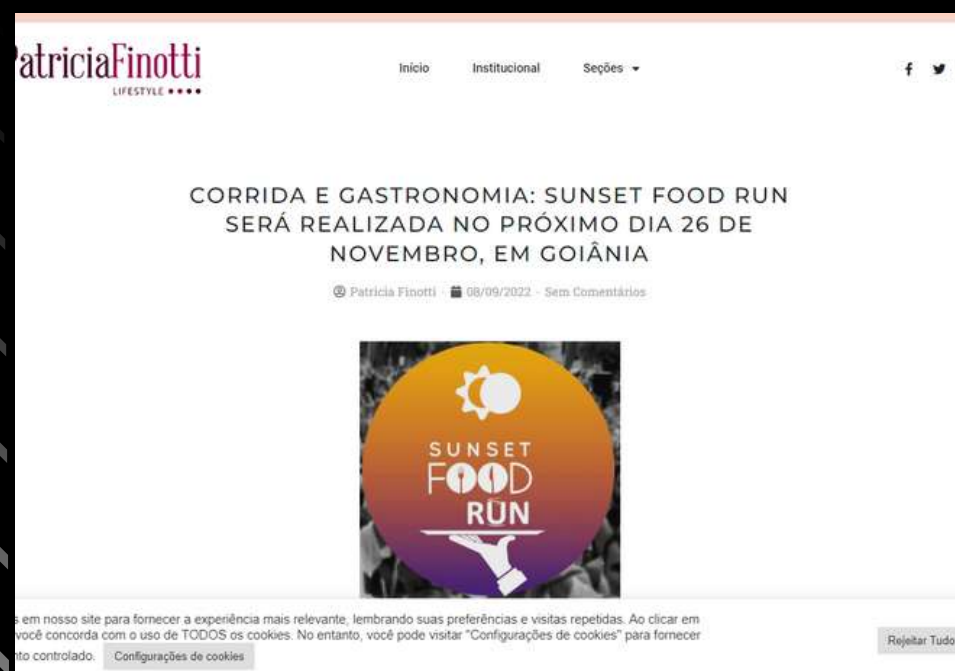 PatriciaFinotti
LIFESTYLE
Início Institucional Seções
CORRIDA E GASTRONOMIA: SUNSET FOOD RUN
SERÁ REALIZADA NO PRÓXIMO DIA 26 DE
NOVEMBRO, EM GOIÂNIA
Patricia Finotti - 08/09/2022 - Sem Comentários
SUNSET
FOOD
RUN
em nosso site para fornecer a experiência mais relevante, lembrando suas preferências e visitas repetidas. Ao clicar em
você concorda com o uso de TODOS os cookies. No entanto, você pode visitar "Configurações de cookies" para fornecer
controlado. Configurações de cookies
Rejeitar Tudo